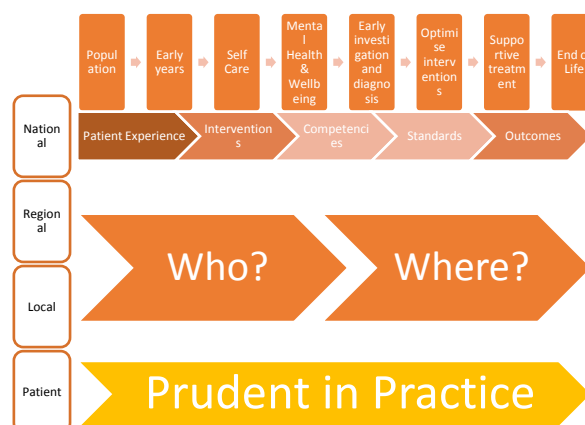 Popul
ation
Early
years
Self
Care
Menta
l
Health
& 
Wellb
eing
Early
investi
gation
and
diagno
sis
Optimi
se
interv
ention
s
Suppo
rtive
treatm
ent
End of
Life
Nation
al
Patient Experience
Intervention
s
Competenci
es
Standards
Outcomes
Region
al
Who?
Where?
Local
Patient
Prudent in Practice